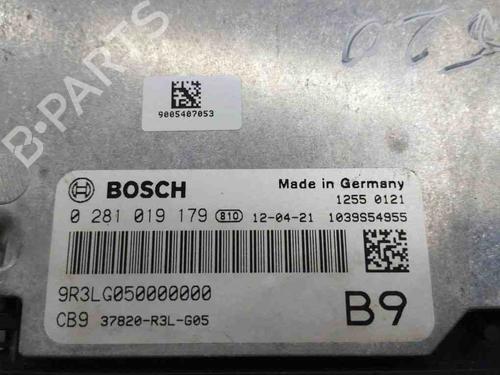 9005407053
BOSCH
Made in Germany
1255 0121
0 281 019 179 810 12-04-21 1039S54955
9R3LG050000000
CB9 37820-R3L-G05
B9
B-PARTS